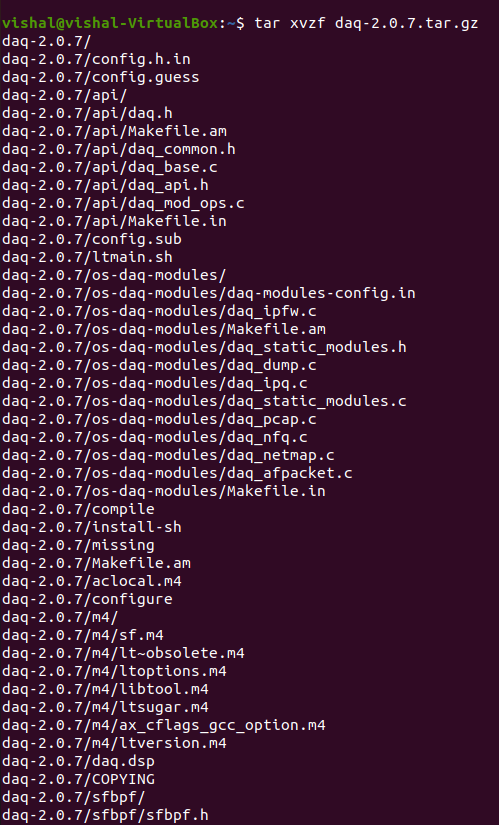 vishal@vishal-VirtualBox:~$ tar xvzf daq-2.0.7.tar.gz
daq-2.0.7/
daq-2.0.7/config.h.in
daq-2.0.7/config.guess
daq-2.0.7/api/
daq-2.0.7/api/daq.h
daq-2.0.7/api/Makefile.am
daq-2.0.7/api/daq_common.h
daq-2.0.7/api/daq_base.c
daq-2.0.7/api/daq_api.h
daq-2.0.7/api/daq_mod_ops.c
daq-2.0.7/api/Makefile.in
daq-2.0.7/config.sub
daq-2.0.7/ltmain.sh
daq-2.0.7/os-daq-modules/
daq-2.0.7/os-daq-modules/daq-modules-config.in
daq-2.0.7/os-daq-modules/daq_ipfw.c
daq-2.0.7/os-daq-modules/Makefile.am
daq-2.0.7/os-daq-modules/daq_static_modules.h
daq-2.0.7/os-daq-modules/daq_dump.c
daq-2.0.7/os-daq-modules/daq_ipq.c
daq-2.0.7/os-daq-modules/daq_static_modules.c
daq-2.0.7/os-daq-modules/daq_pcap.c
daq-2.0.7/os-daq-modules/daq_nfq.c
daq-2.0.7/os-daq-modules/daq_netmap.c
daq-2.0.7/os-daq-modules/daq_afpacket.c
daq-2.0.7/os-daq-modules/Makefile.in
daq-2.0.7/compile
daq-2.0.7/install-sh
daq-2.0.7/missing
daq-2.0.7/Makefile.am
daq-2.0.7/aclocal.m4
daq-2.0.7/configure
daq-2.0.7/m4/
daq-2.0.7/m4/sf.m4
daq-2.0.7/m4/lt~obsolete.m4
daq-2.0.7/m4/ltoptions.m4
daq-2.0.7/m4/libtool.m4
daq-2.0.7/m4/ltsugar.m4
daq-2.0.7/m4/ax_cflags_gcc_option.m4
daq-2.0.7/m4/ltversion.m4
daq-2.0.7/daq.dsp
daq-2.0.7/COPYING
daq-2.0.7/sfbpf/
daq-2.0.7/sfbpf/sfbpf.h